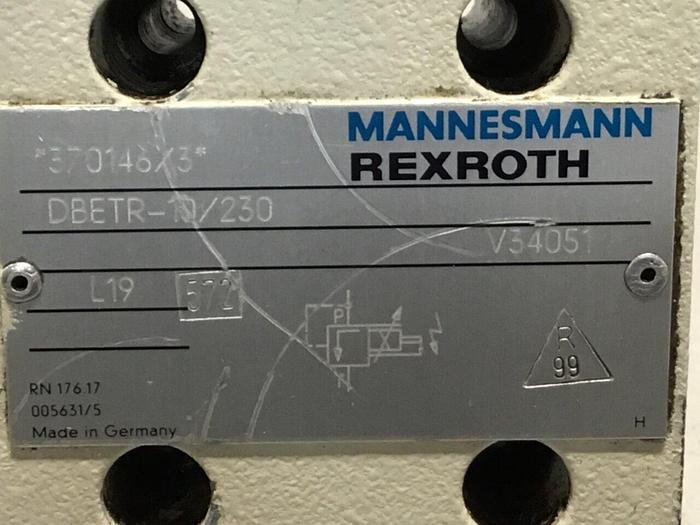 MANNESMANN
REXROTH
*370146X3*
DBETR-10/230
V34051
L19 572
P
R
99
RN 176.17
005631/5
Made in Germany
H